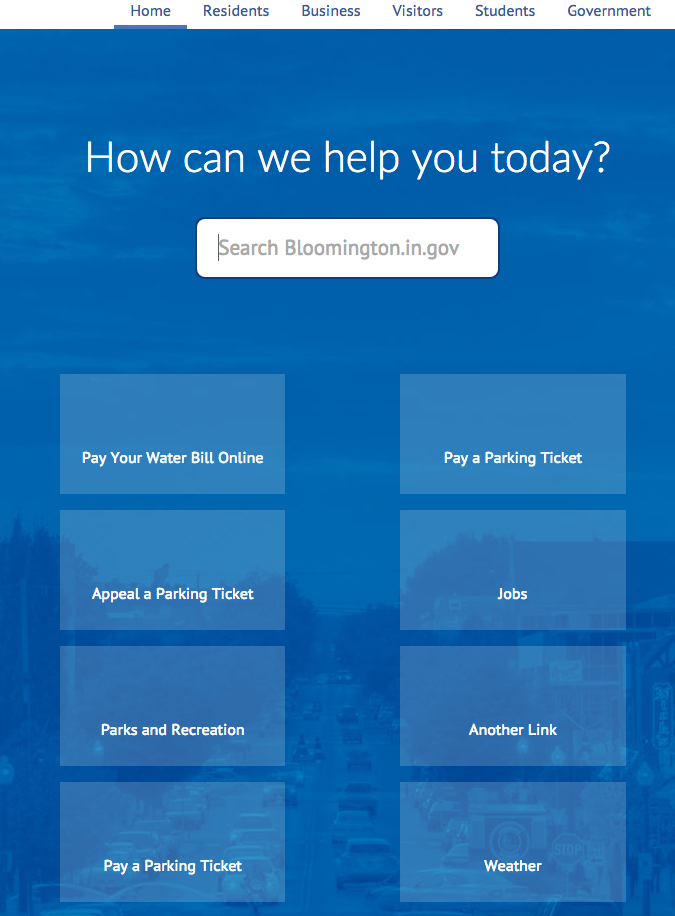 Home Residents Business Visitors Students Government
How can we help you today?
Search Bloomington.in.gov
Pay Your Water Bill Online
Pay a Parking Ticket
Appeal a Parking Ticket
Jobs
Parks and Recreation
Another Link
Pay a Parking Ticket
Weather
STOP